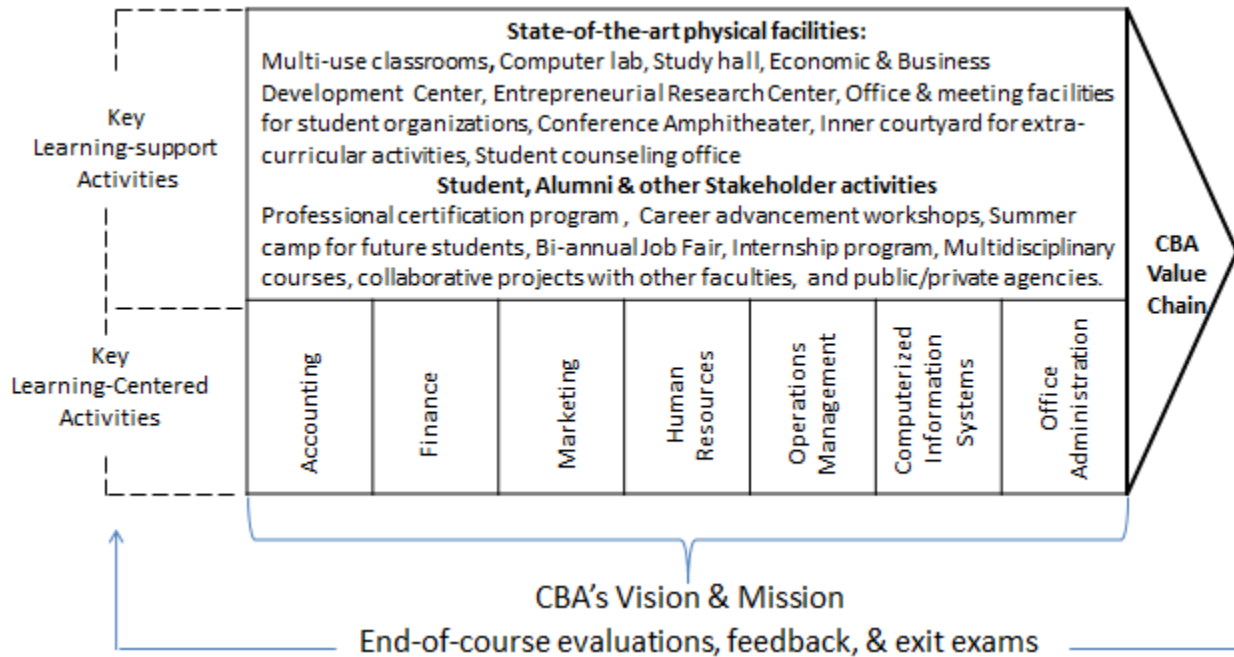 State-of-the-art physical facilities:
Multi-use classrooms, Computer lab, Study hall, Economic & Business
Development Center, Entrepreneurial Research Center, Office & meeting facilities
for student organizations, Conference Amphitheater, Inner courtyard for extra-
curricular activities, Student counseling office
Student, Alumni & other Stakeholder activities
Professional certification program , Career advancement workshops, Summer
camp for future students, Bi-annual Job Fair, Internship program, Multidisciplinary
courses, collaborative projects with other faculties, and public/private agencies.
Key
Learning-support
Activities
CBA
Value
Chain
Key
Learning-Centered
Activities
Accounting
Finance
Marketing
Human
Resources
Operations
Management
Computerized
Information
Systems
Office
Administration
CBA's Vision & Mission
End-of-course evaluations, feedback, & exit exams